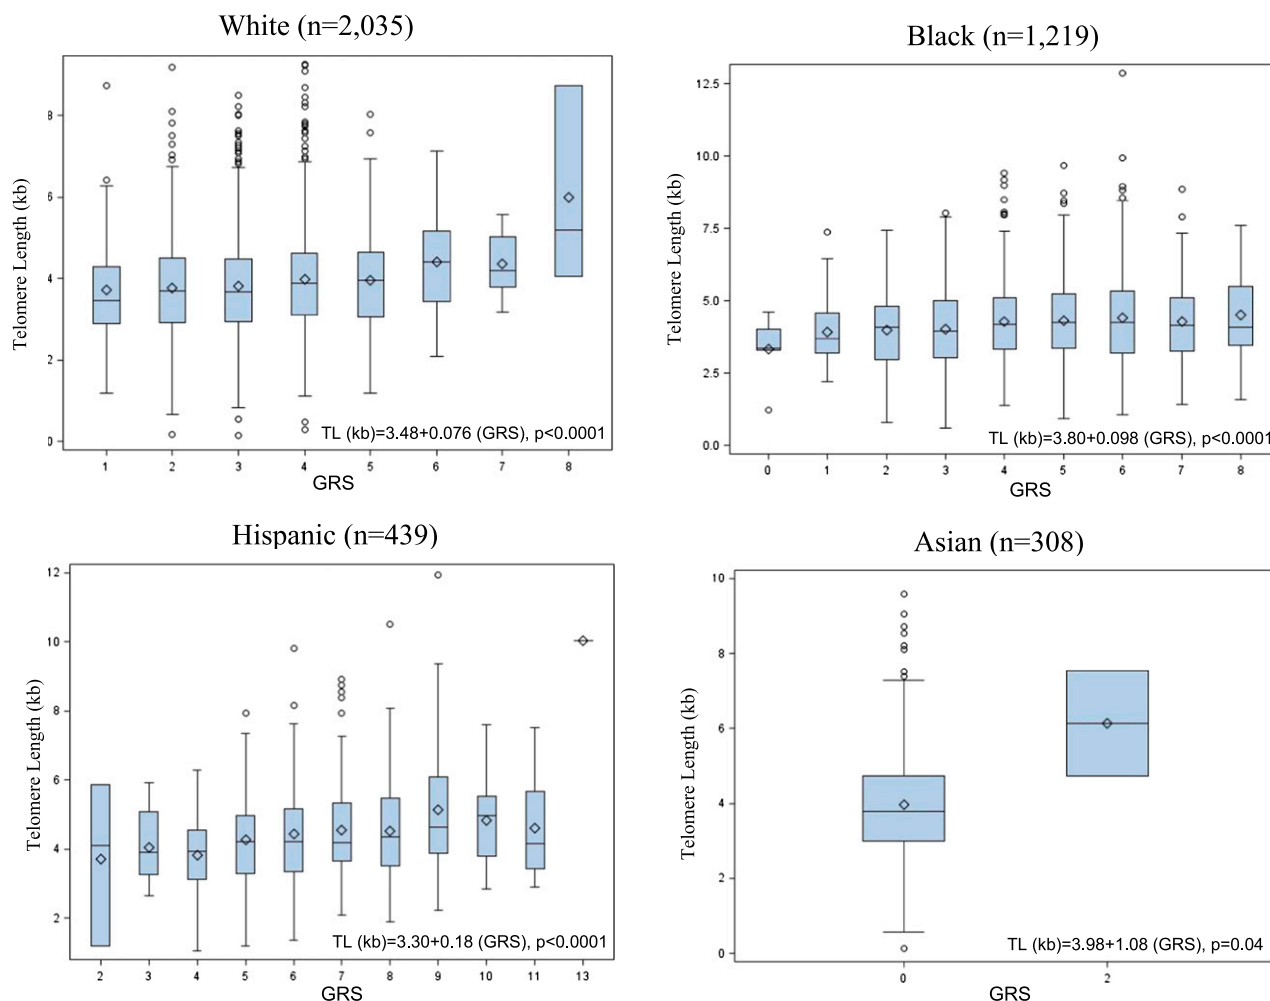 White (n=2,035)
Telomere Length (kb)
8
6
4
2
0
TL (kb)=3.48+0.076 (GRS), p<0.0001
1 2 3 4 5 6 7 8
GRS
Black (n=1,219)
Telomere Length (kb)
12.5
10.0
7.5
5.0
2.5
0.0
TL (kb)=3.80+0.098 (GRS), p<0.0001
0 1 2 3 4 5 6 7 8
GRS
Hispanic (n=439)
Telomere Length (kb)
12
10
8
6
4
2
TL (kb)=3.30+0.18 (GRS), p<0.0001
2 3 4 5 6 7 8 9 10 11 13
GRS
Asian (n=308)
Telomere Length (kb)
10
8
6
4
2
0
TL (kb)=3.98+1.08 (GRS), p=0.04
0 2
GRS